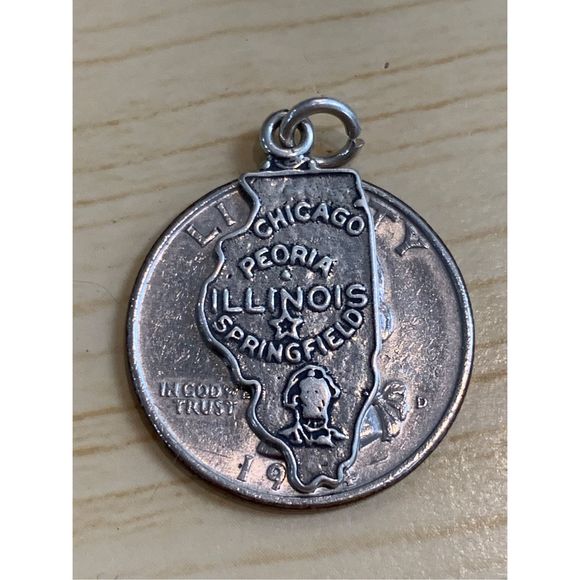 LI TY
CHICAGO
PEORIA
ILLINOIS
SPRINGFIELD
IN GOD
TRUST
D
19